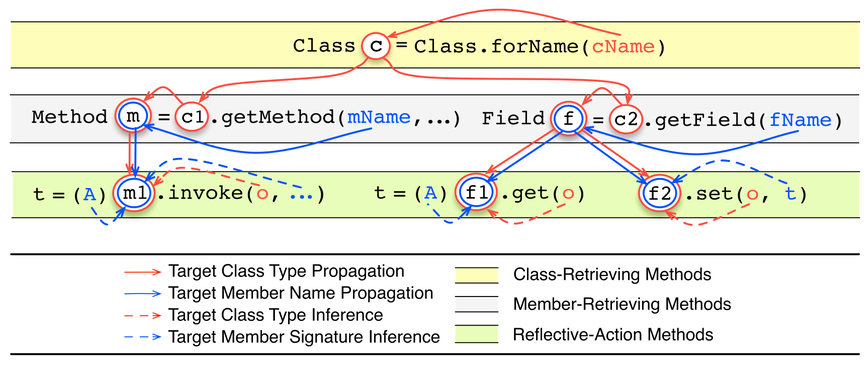 Class c = Class.forName(cName)
Method m = c1.getMethod(mName,...) Field f = c2.getField(fName)
t = (A) m1.invoke(o, ...) t = (A) f1.get(o) f2.set(o, t)
Target Class Type Propagation Class-Retrieving Methods
Target Member Name Propagation
Target Class Type Inference Member-Retrieving Methods
Target Member Signature Inference Reflective-Action Methods